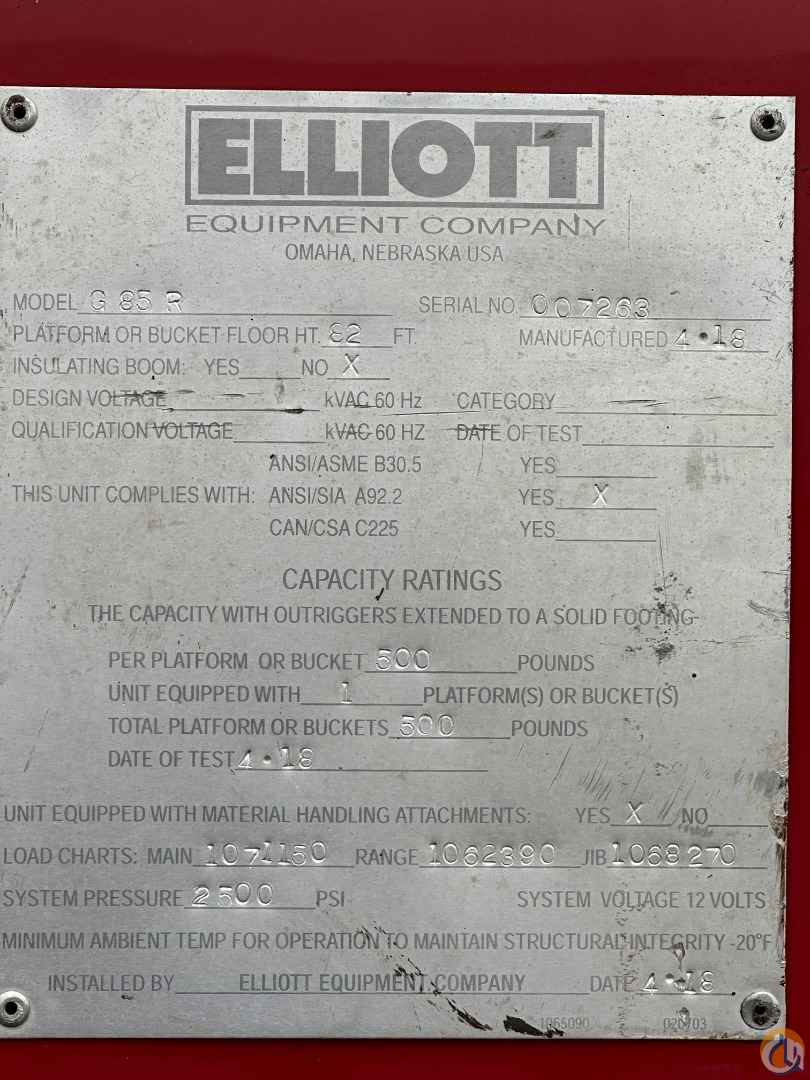 ELLIOTT
EQUIPMENT COMPANY
OMAHA, NEBRASKA USA
MODEL G 85 R SERIAL NO. 007263
PLATFORM OR BUCKET FLOOR HT. 82 FT. MANUFACTURED 4•18
INSULATING BOOM: YES NO X
DESIGN VOLTAGE kVAC 60 Hz CATEGORY
QUALIFICATION VOLTAGE kVAC 60 HZ DATE OF TEST
ANSI/ASME B30.5 YES
THIS UNIT COMPLIES WITH: ANSI/SIA A92.2 YES X
CAN/CSA C225 YES
CAPACITY RATINGS
THE CAPACITY WITH OUTRIGGERS EXTENDED TO A SOLID FOOTING
PER PLATFORM OR BUCKET 500 POUNDS
UNIT EQUIPPED WITH 1 PLATFORM(S) OR BUCKET(S)
TOTAL PLATFORM OR BUCKETS 500 POUNDS
DATE OF TEST 4•18
UNIT EQUIPPED WITH MATERIAL HANDLING ATTACHMENTS: YES X NO
LOAD CHARTS: MAIN 1071150 RANGE 1062390 JIB 1068270
SYSTEM PRESSURE 2500 PSI SYSTEM VOLTAGE 12 VOLTS
MINIMUM AMBIENT TEMP FOR OPERATION TO MAINTAIN STRUCTURAL INTEGRITY -20°F
INSTALLED BY ELLIOTT EQUIPMENT COMPANY DATE 4•18
1065090 020703